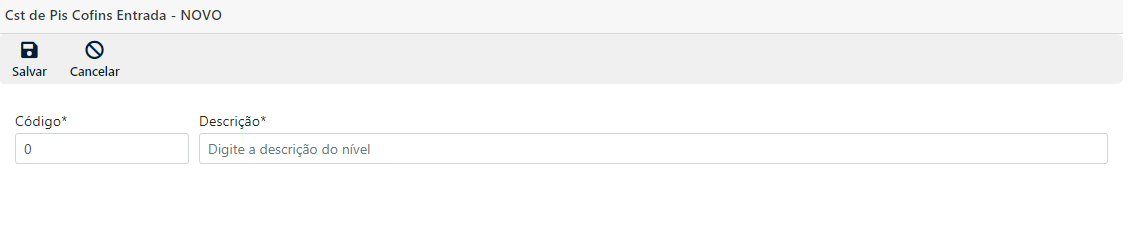 Cst de Pis Cofins Entrada - NOVO
Salvar Cancelar
Código* Descrição*
0 Digite a descrição do nível